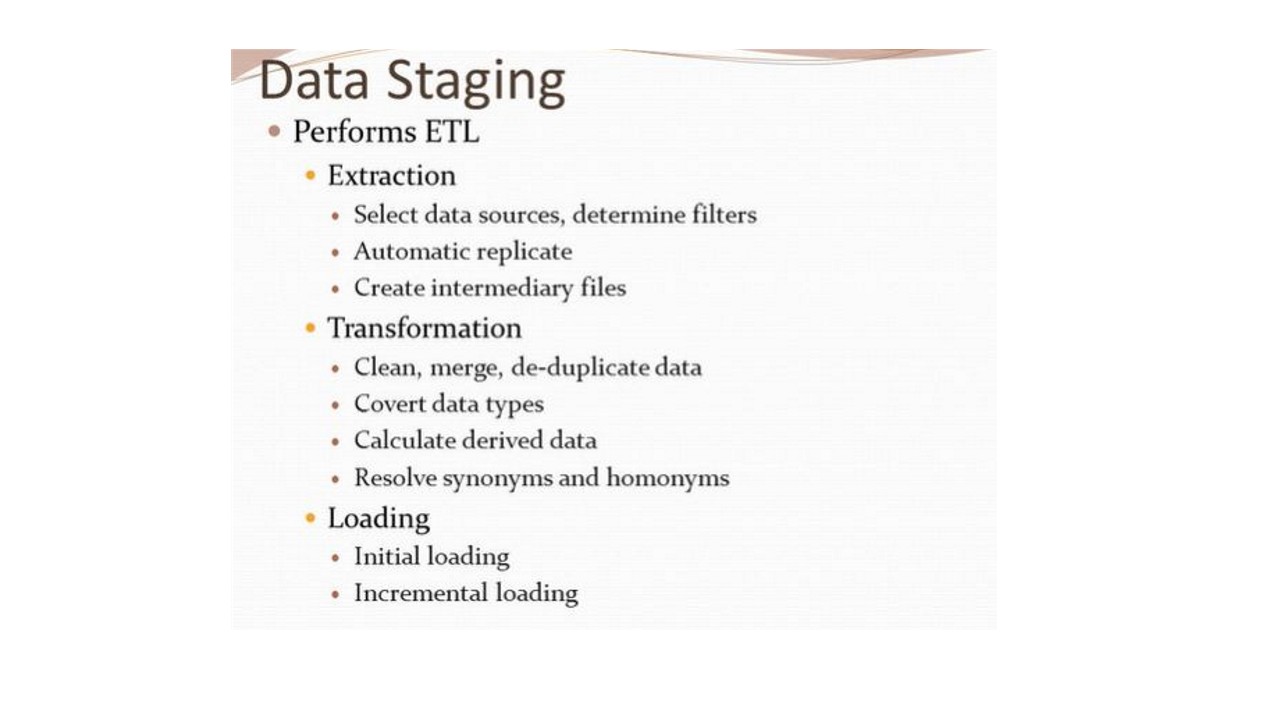 Data Staging
Performs ETL
Extraction
Select data sources, determine filters
Automatic replicate
Create intermediary files
Transformation
Clean, merge, de-duplicate data
Covert data types
Calculate derived data
Resolve synonyms and homonyms
Loading
Initial loading
Incremental loading